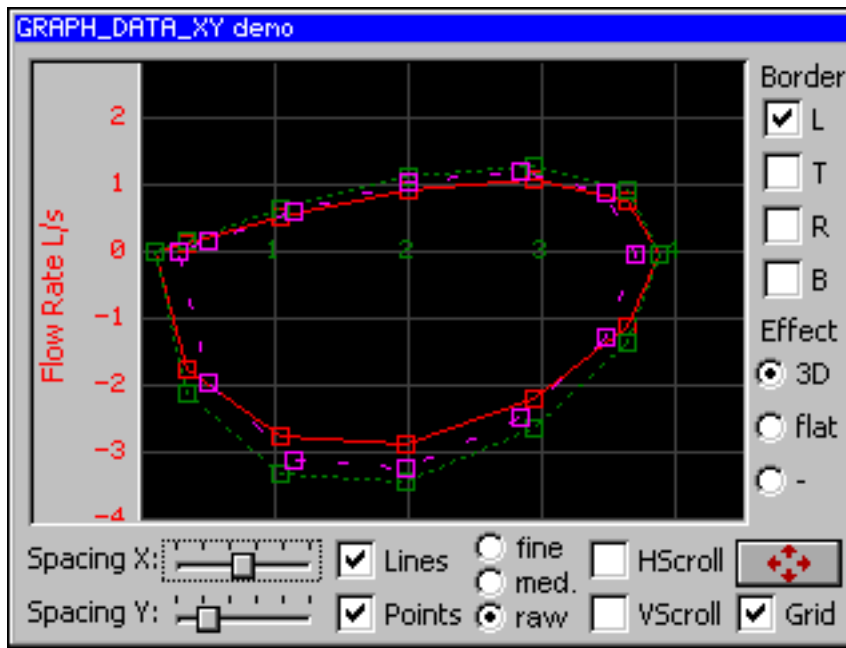 GRAPH_DATA_XY demo
Border
L
T
R
B
Effect
3D
flat
-
Flow Rate L/s
2
1
0
-1
-2
-3
-4
1 2 3 4
Spacing X:
Lines
fine
med.
raw
HScroll
Spacing Y:
Points
VScroll
Grid